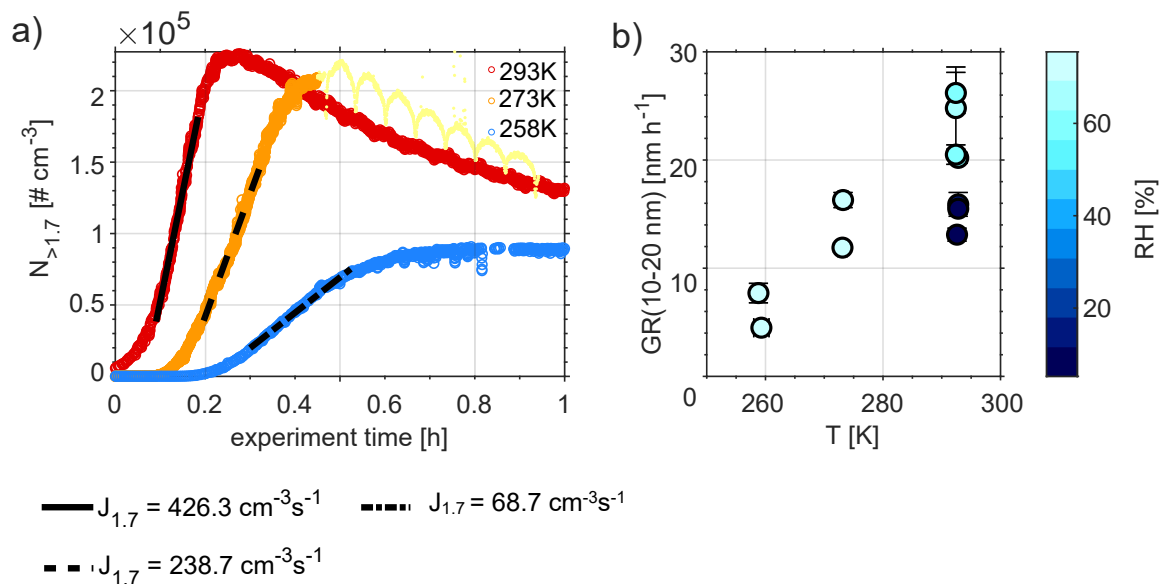 a)
×10⁵
2
1.5
1
0.5
0
N>1.7 [# cm⁻³]
293K
273K
258K
0 0.2 0.4 0.6 0.8 1
experiment time [h]
b)
30
20
10
0
GR(10-20 nm) [nm h⁻¹]
260 280 300
T [K]
60
40
20
RH [%]
J1.7 = 426.3 cm⁻³s⁻¹
J1.7 = 68.7 cm⁻³s⁻¹
J1.7 = 238.7 cm⁻³s⁻¹